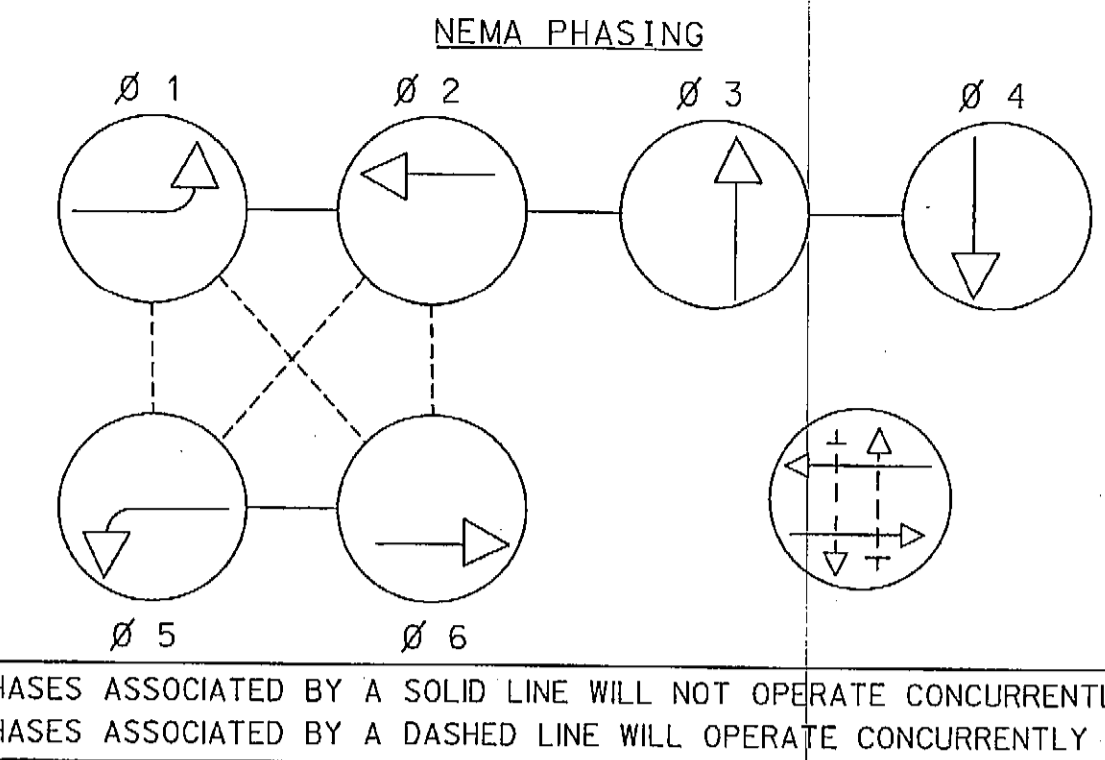 NEMA PHASING
Ø 1
Ø 2
Ø 3
Ø 4
Ø 5
Ø 6
HASES ASSOCIATED BY A SOLID LINE WILL NOT OPERATE CONCURRENTL
HASES ASSOCIATED BY A DASHED LINE WILL OPERATE CONCURRENTLY